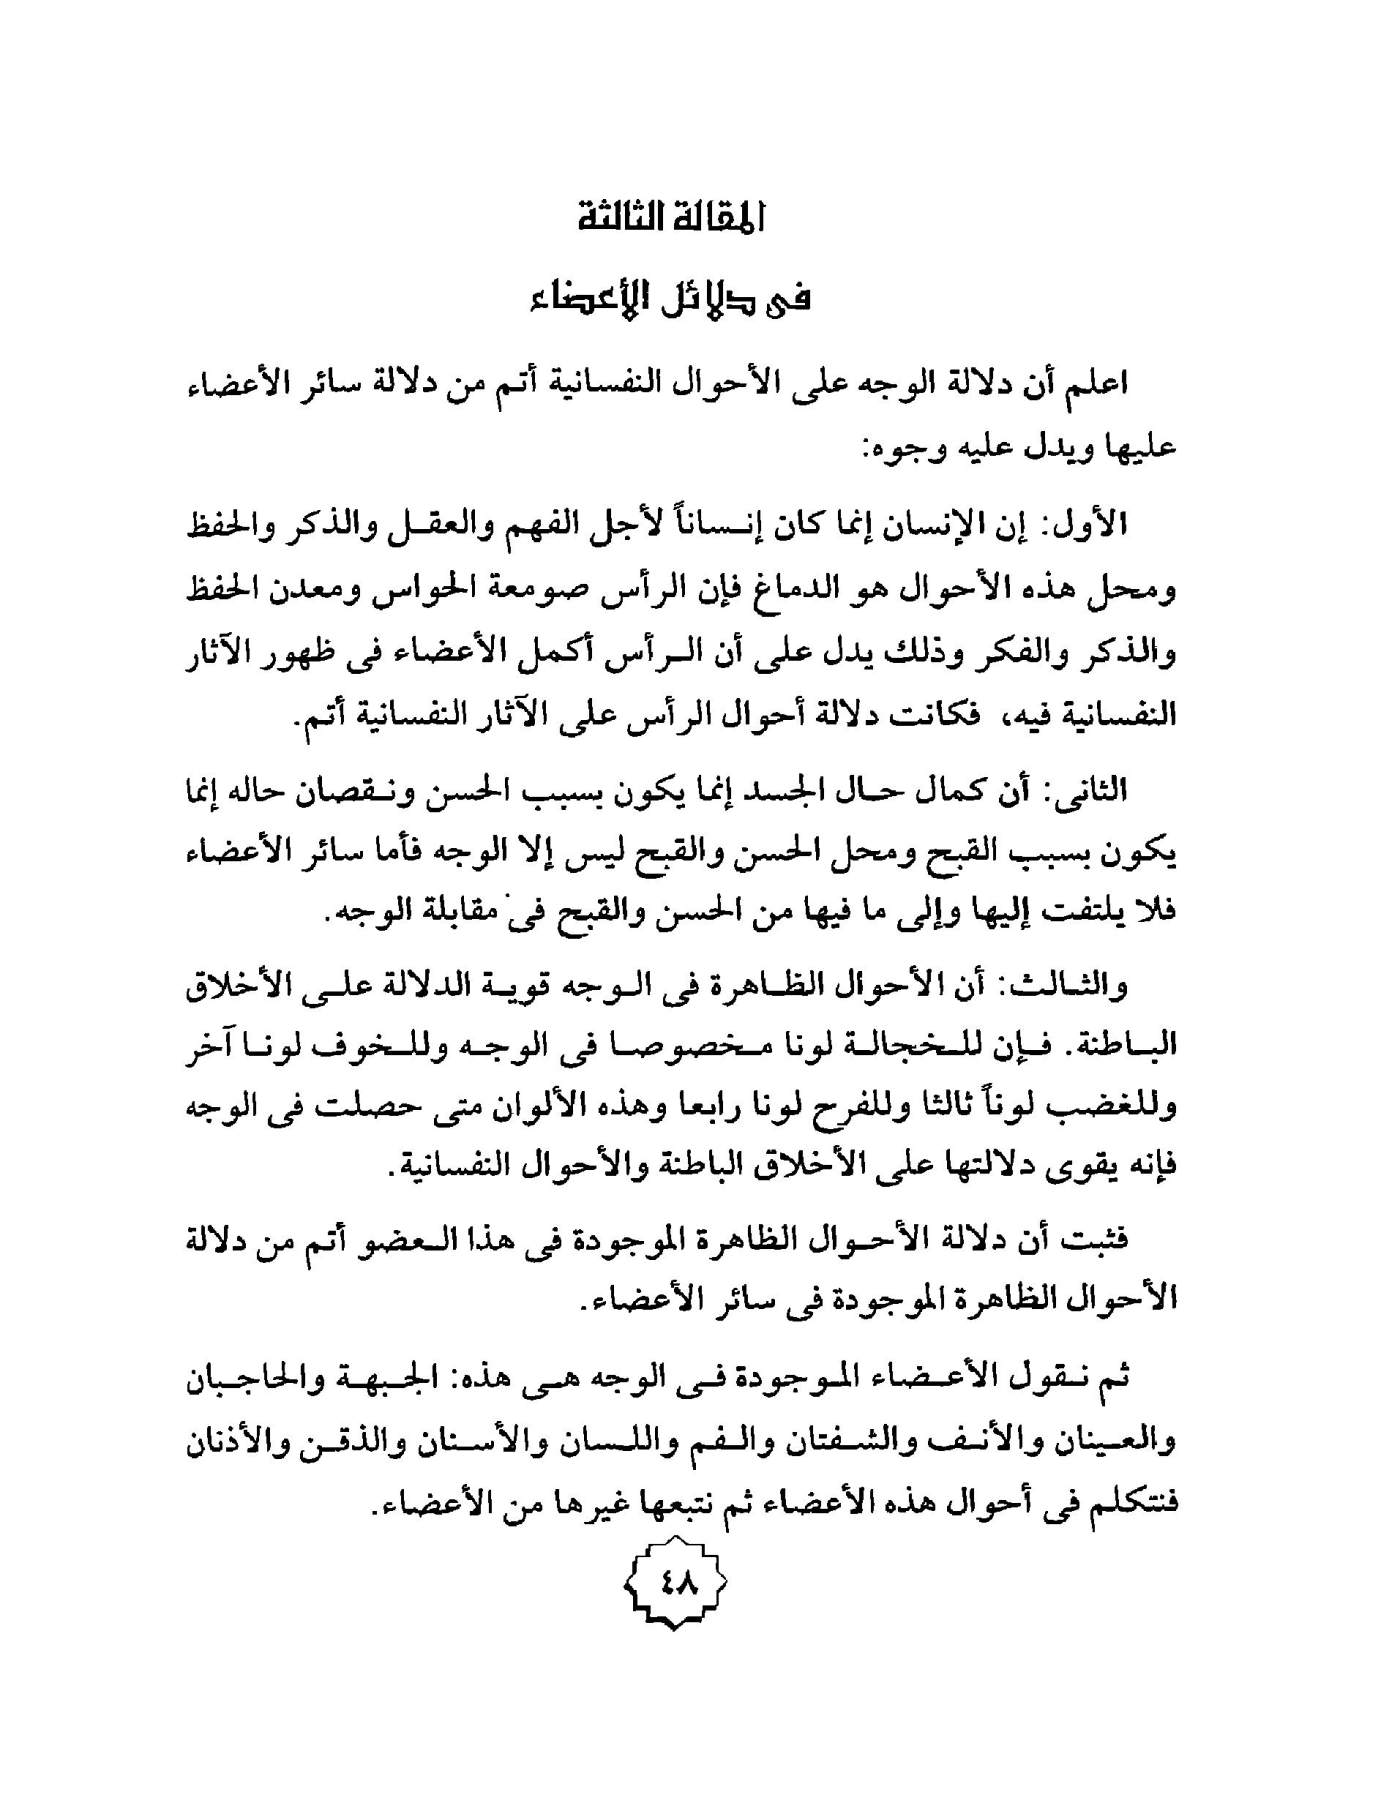 المقالة الثالثة
فى دلائل الأعضاء
اعلم أن دلالة الوجه على الأحوال النفسانية أتم من دلالة سائر الأعضاء
عليها ويدل عليه وجوه:
الأول: إن الإنسان إنما كان إنساناً لأجل الفهم والعقل والذكر والحفظ
ومحل هذه الأحوال هو الدماغ فإن الرأس صومعة الحواس ومعدن الحفظ
والذكر والفكر وذلك يدل على أن الرأس أكمل الأعضاء فى ظهور الآثار
النفسانية فيه، فكانت دلالة أحوال الرأس على الآثار النفسانية أتم.
الثانى: أن كمال حال الجسد إنما يكون بسبب الحسن ونقصان حاله إنما
يكون بسبب القبح ومحل الحسن والقبح ليس إلا الوجه فأما سائر الأعضاء
فلا يلتفت إليها وإلى ما فيها من الحسن والقبح فى مقابلة الوجه.
والثالث: أن الأحوال الظاهرة فى الوجه قوية الدلالة على الأخلاق
الباطنة. فإن للخجالة لونا مخصوصا فى الوجه وللخوف لونا آخر
وللغضب لوناً ثالثا وللفرح لونا رابعا وهذه الألوان متى حصلت فى الوجه
فإنه يقوى دلالتها على الأخلاق الباطنة والأحوال النفسانية.
فثبت أن دلالة الأحوال الظاهرة الموجودة فى هذا العضو أتم من دلالة
الأحوال الظاهرة الموجودة فى سائر الأعضاء.
ثم نقول الأعضاء الموجودة فى الوجه هى هذه: الجبهة والحاجبان
والعينان والأنف والشفتان والفم واللسان والأسنان والذقن والأذنان
فنتكلم فى أحوال هذه الأعضاء ثم نتبعها غيرها من الأعضاء.
٤٨